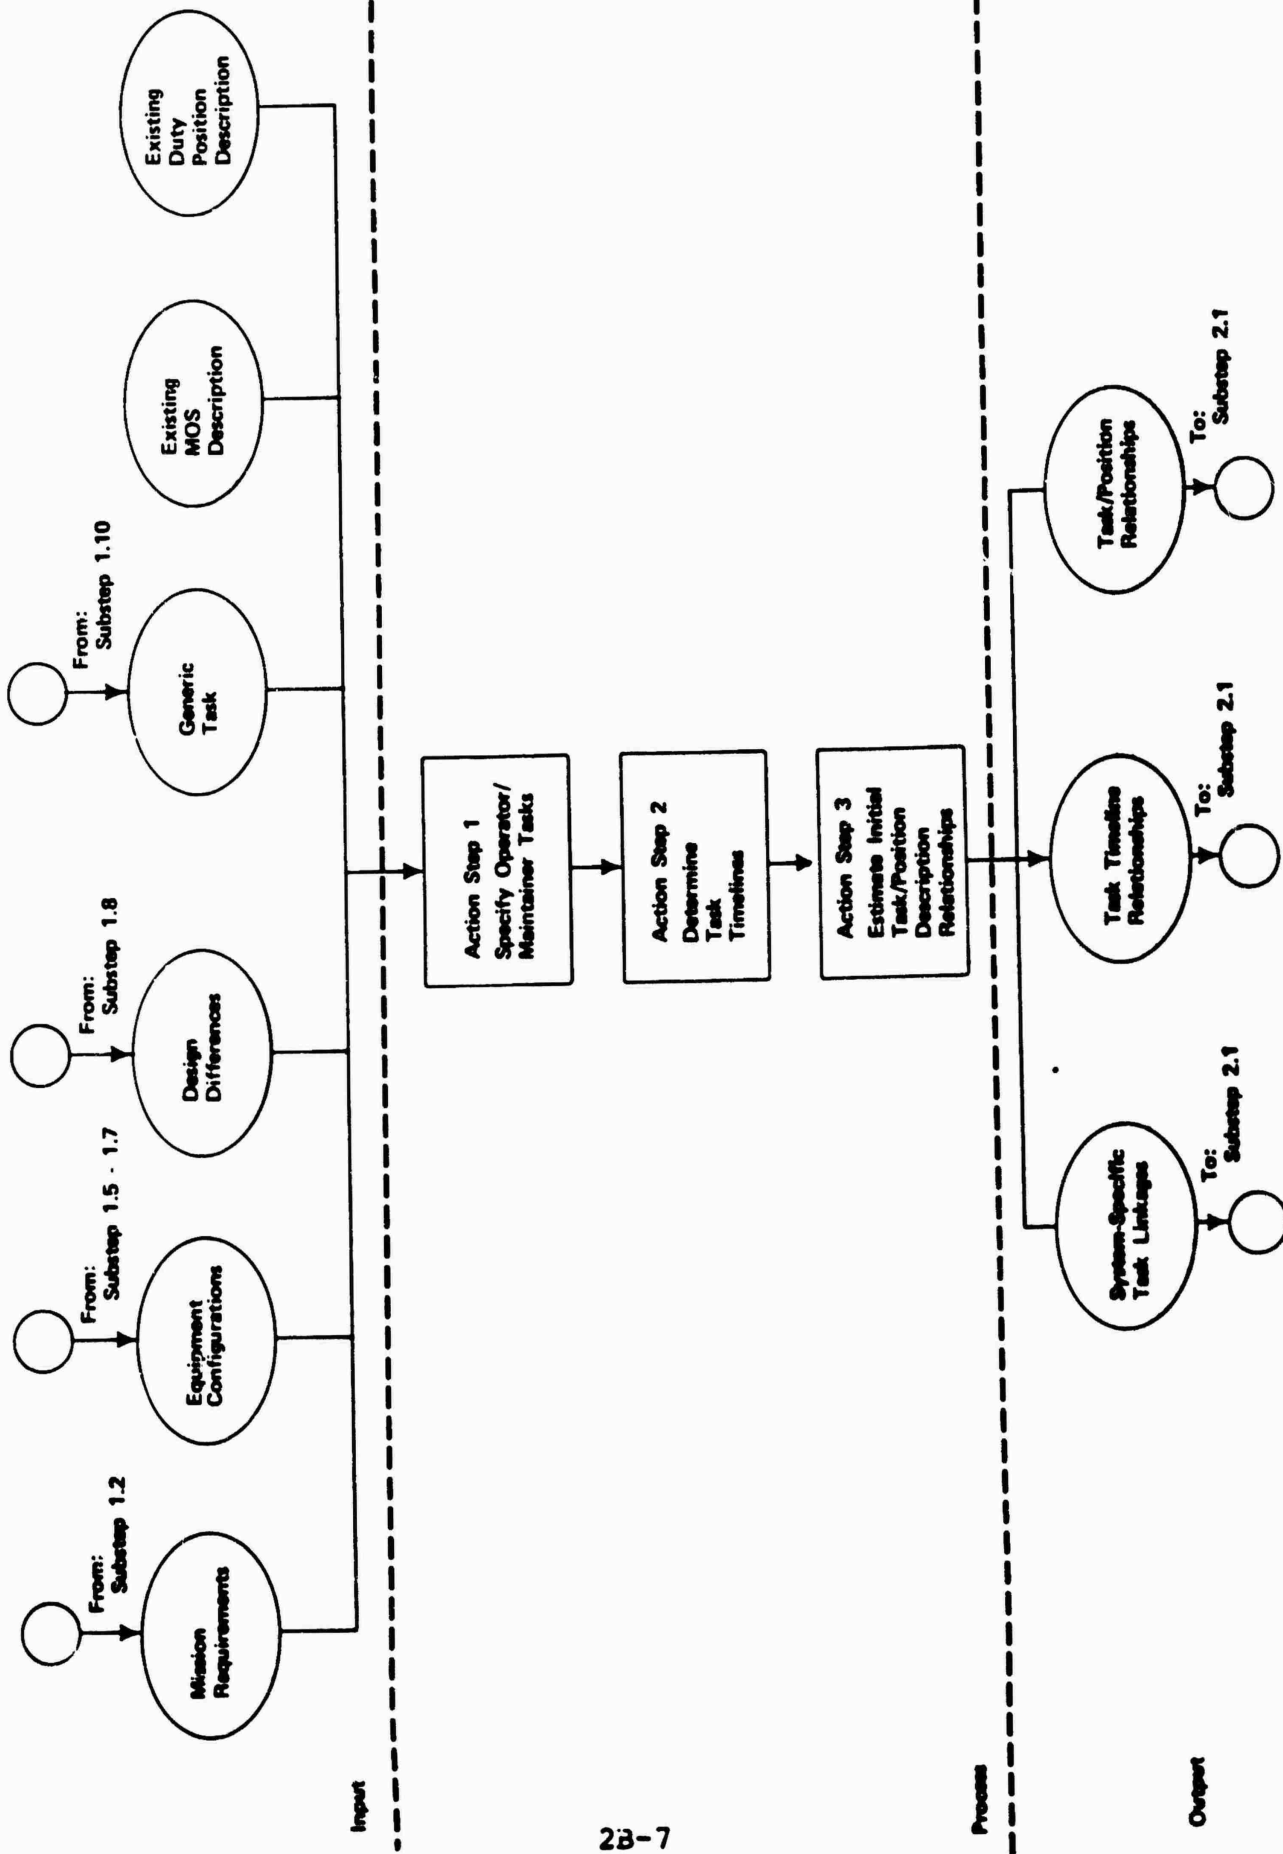 From:
Substep 1.2
Mission
Requirements
From:
Substep 1.5 - 1.7
Equipment
Configurations
From:
Substep 1.8
Design
Differences
From:
Substep 1.10
Generic
Task
Existing
MOS
Description
Existing
Duty
Position
Description
Input
Action Step 1
Specify Operator/
Maintainer Tasks
Action Step 2
Determine
Task
Timelines
Action Step 3
Estimate Initial
Task/Position
Description
Relationships
Process
System-Specific
Task Linkages
To:
Substep 2.1
Task Timeline
Relationships
To:
Substep 2.1
Task/Position
Relationships
To:
Substep 2.1
Output
2B-7